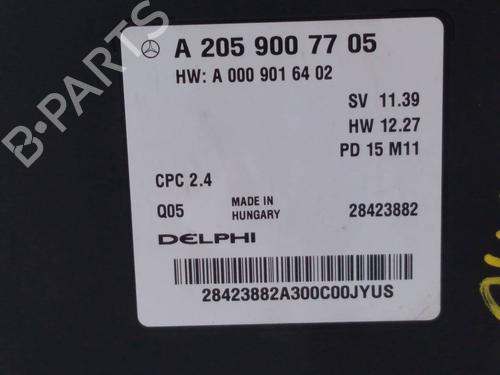 A 205 900 77 05
HW: A 000 901 64 02
SV 11.39
HW 12.27
PD 15 M11
CPC 2.4
Q05
MADE IN
HUNGARY
28423882
DELPHI
28423882A300C00JYUS
B-PARTS